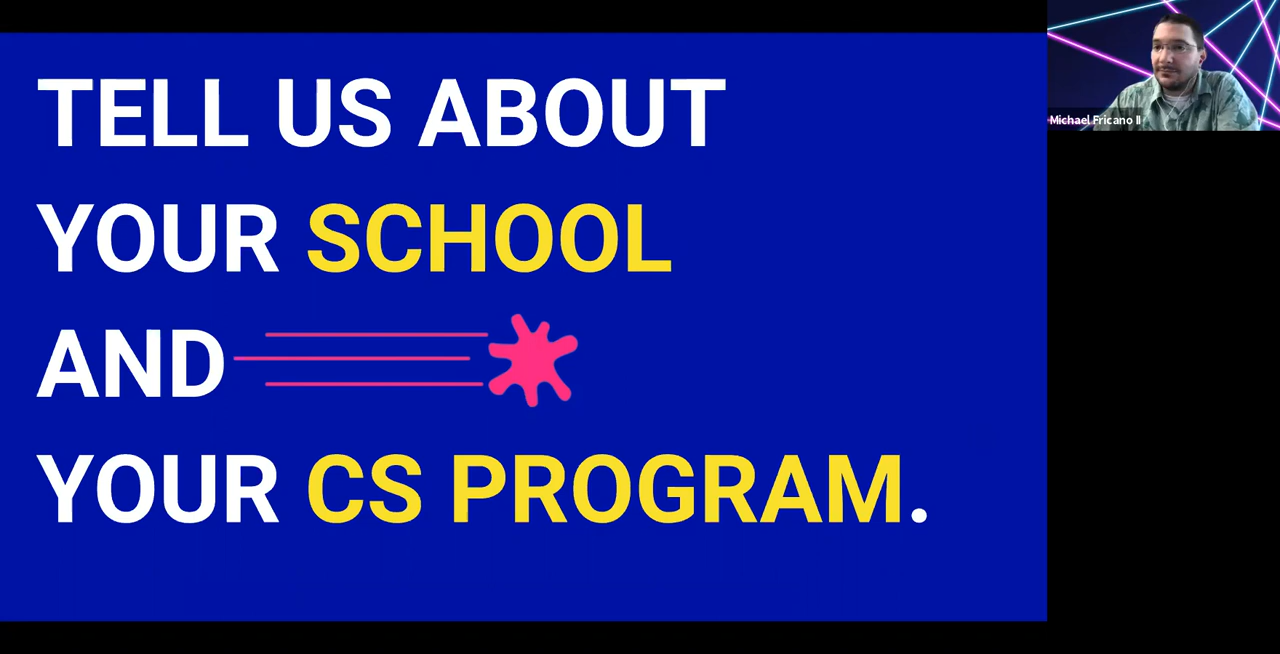 TELL US ABOUT
YOUR SCHOOL
AND
YOUR CS PROGRAM.
Michael Fricano II